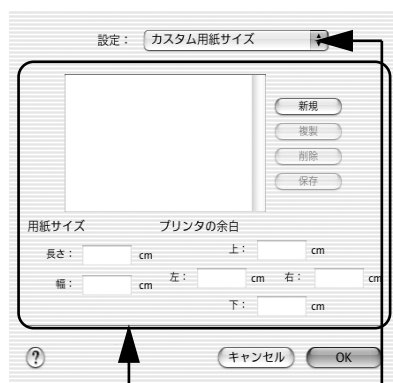 設定： カスタム用紙サイズ
新規
複製
削除
保存
用紙サイズ プリンタの余白
長さ： cm 上： cm
幅： cm 左： cm 右： cm
下： cm
? キャンセル OK